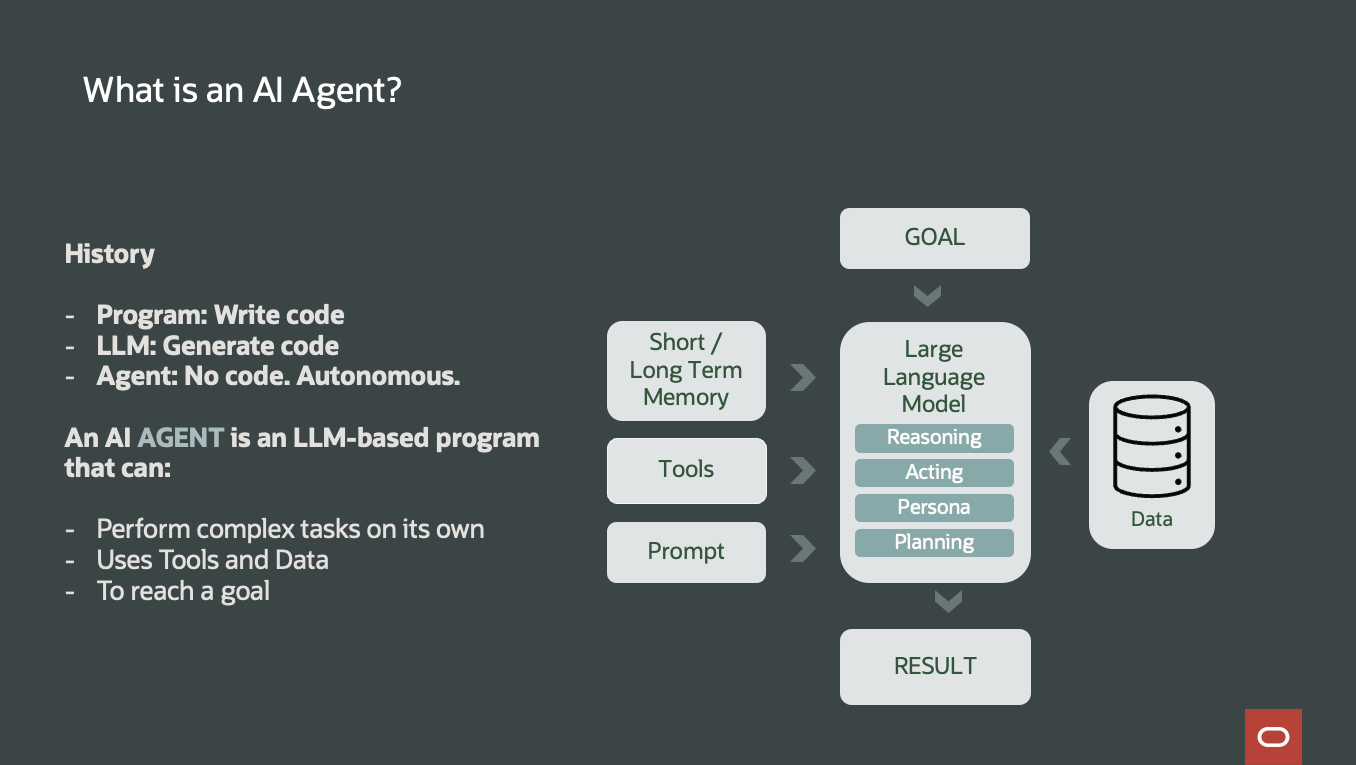 What is an AI Agent?
History
- Program: Write code
- LLM: Generate code
- Agent: No code. Autonomous.
An AI AGENT is an LLM-based program
that can:
- Perform complex tasks on its own
- Uses Tools and Data
- To reach a goal
GOAL
Short /
Long Term
Memory
Tools
Prompt
Large
Language
Model
Reasoning
Acting
Persona
Planning
Data
RESULT